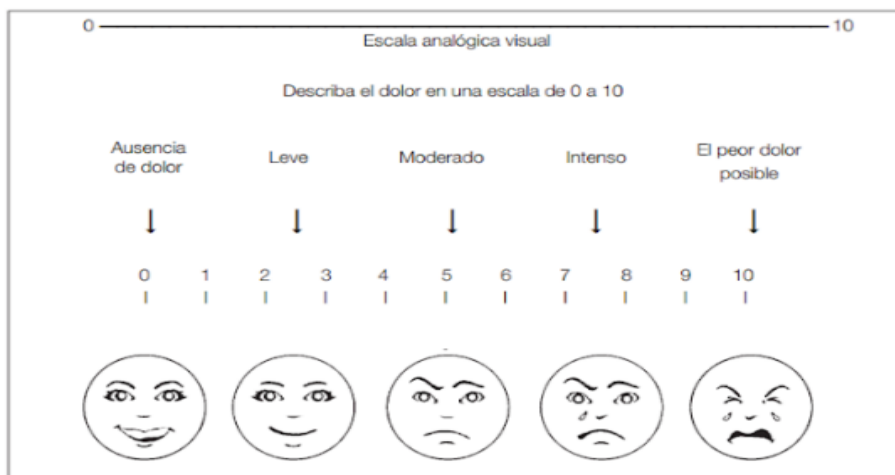 0 10
Escala analógica visual
Describa el dolor en una escala de 0 a 10
Ausencia de dolor
Leve
Moderado
Intenso
El peor dolor posible
0 1 2 3 4 5 6 7 8 9 10